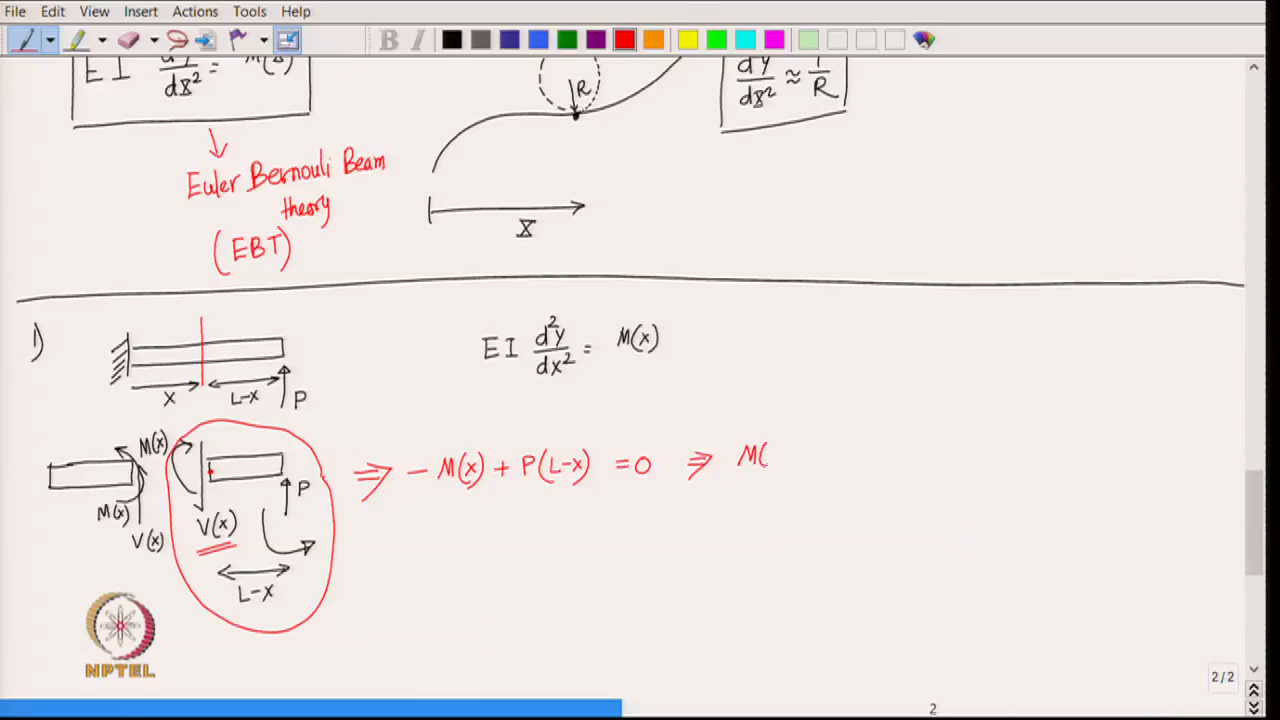 File Edit View Insert Actions Tools Help
B I
EI d²y/dX² = M(X)
R
d²y/dX² ≈ 1/R
Euler Bernouli Beam
theory
(EBT)
X
1)
EI d²y/dx² = M(x)
x
L-x
P
M(x)
M(x)
V(x)
V(x)
P
L-x
⇒ - M(x) + P(L-x) = 0 ⇒ M(
NPTEL
2/2
2